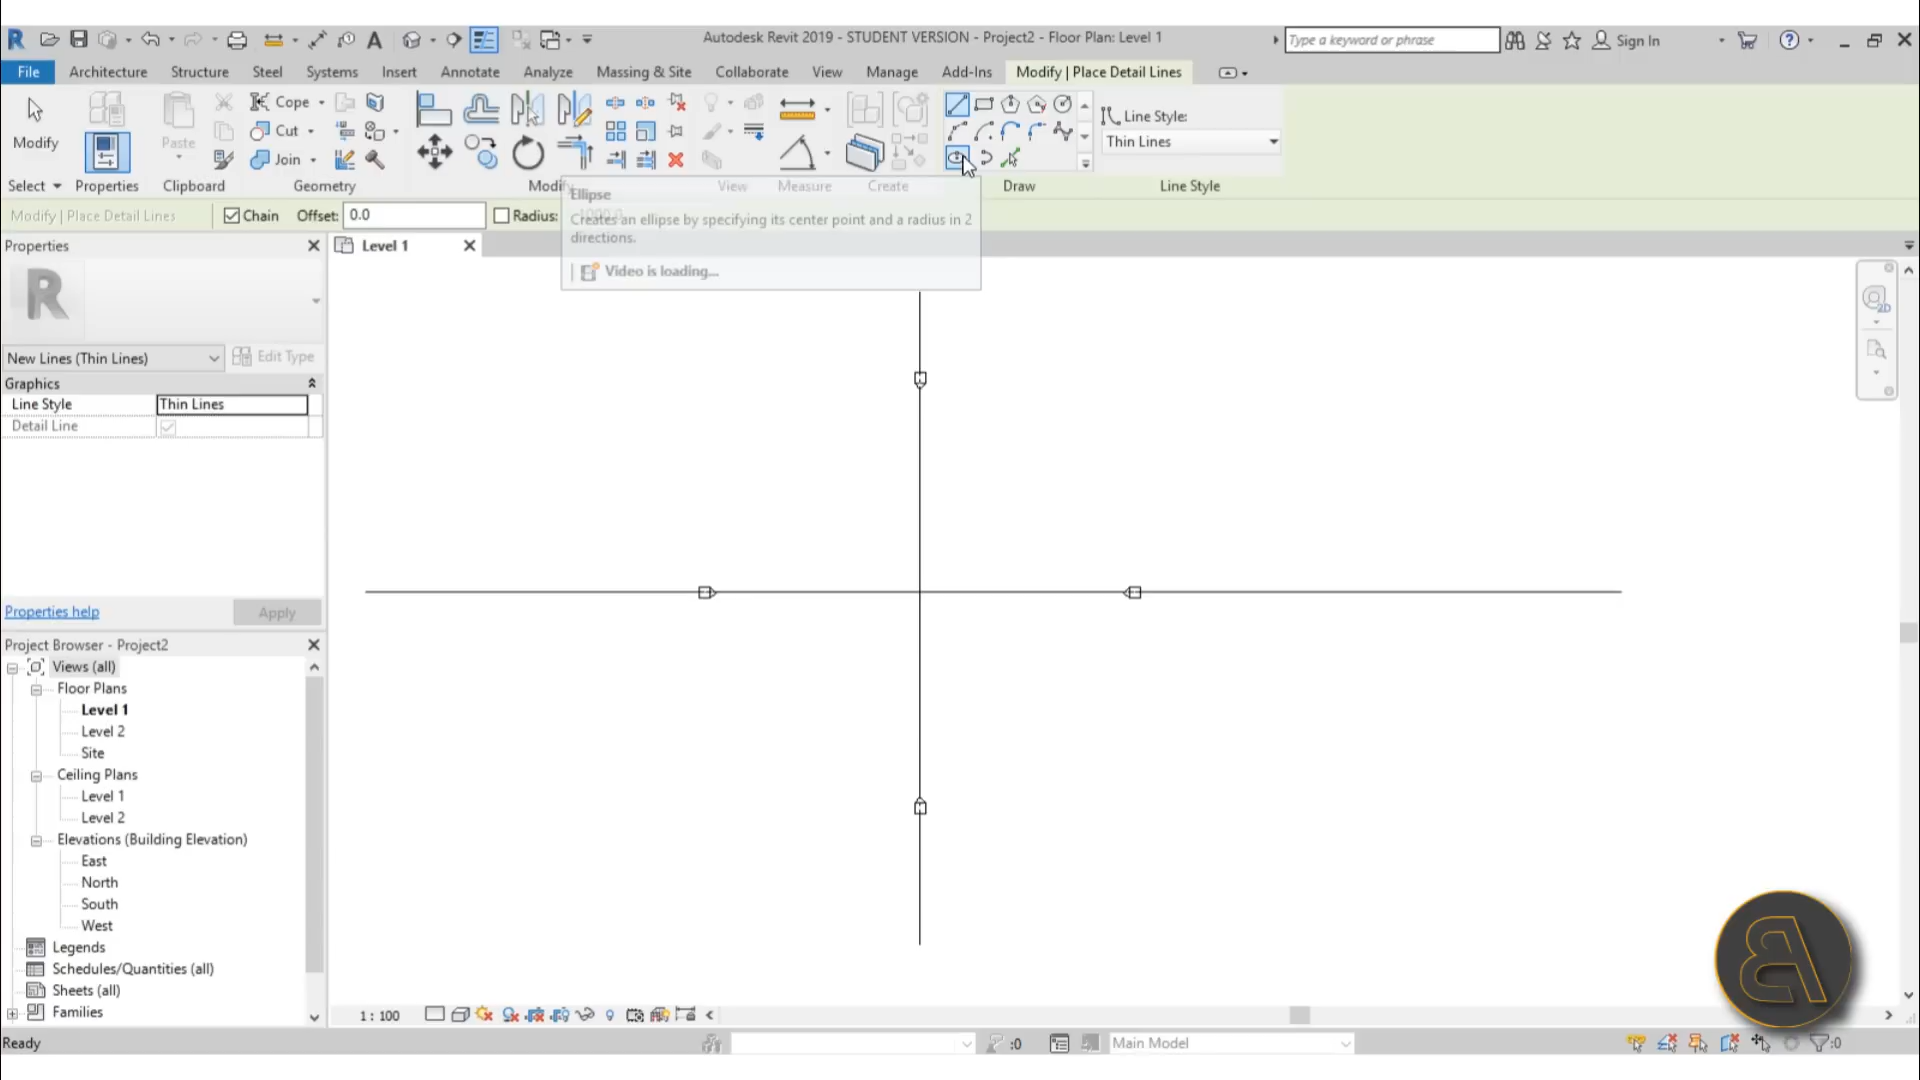 Autodesk Revit 2019 - STUDENT VERSION - Project2 - Floor Plan: Level 1
Type a keyword or phrase
Sign In
File Architecture Structure Steel Systems Insert Annotate Analyze Massing & Site Collaborate View Manage Add-Ins Modify | Place Detail Lines
Cope
Line Style:
Cut
Modify
Paste
Thin Lines
Join
Select Properties Clipboard Geometry Modify View Measure Create Draw Line Style
Modify | Place Detail Lines Chain Offset: 0.0 Radius:
Ellipse
Creates an ellipse by specifying its center point and a radius in 2
directions.
Video is loading...
Properties
Level 1
2D
New Lines (Thin Lines) Edit Type
Graphics
Line Style Thin Lines
Detail Line
Properties help Apply
Project Browser - Project2
Views (all)
Floor Plans
Level 1
Level 2
Site
Ceiling Plans
Level 1
Level 2
Elevations (Building Elevation)
East
North
South
West
Legends
Schedules/Quantities (all)
Sheets (all)
Families
1 : 100
Ready
:0
Main Model
:0